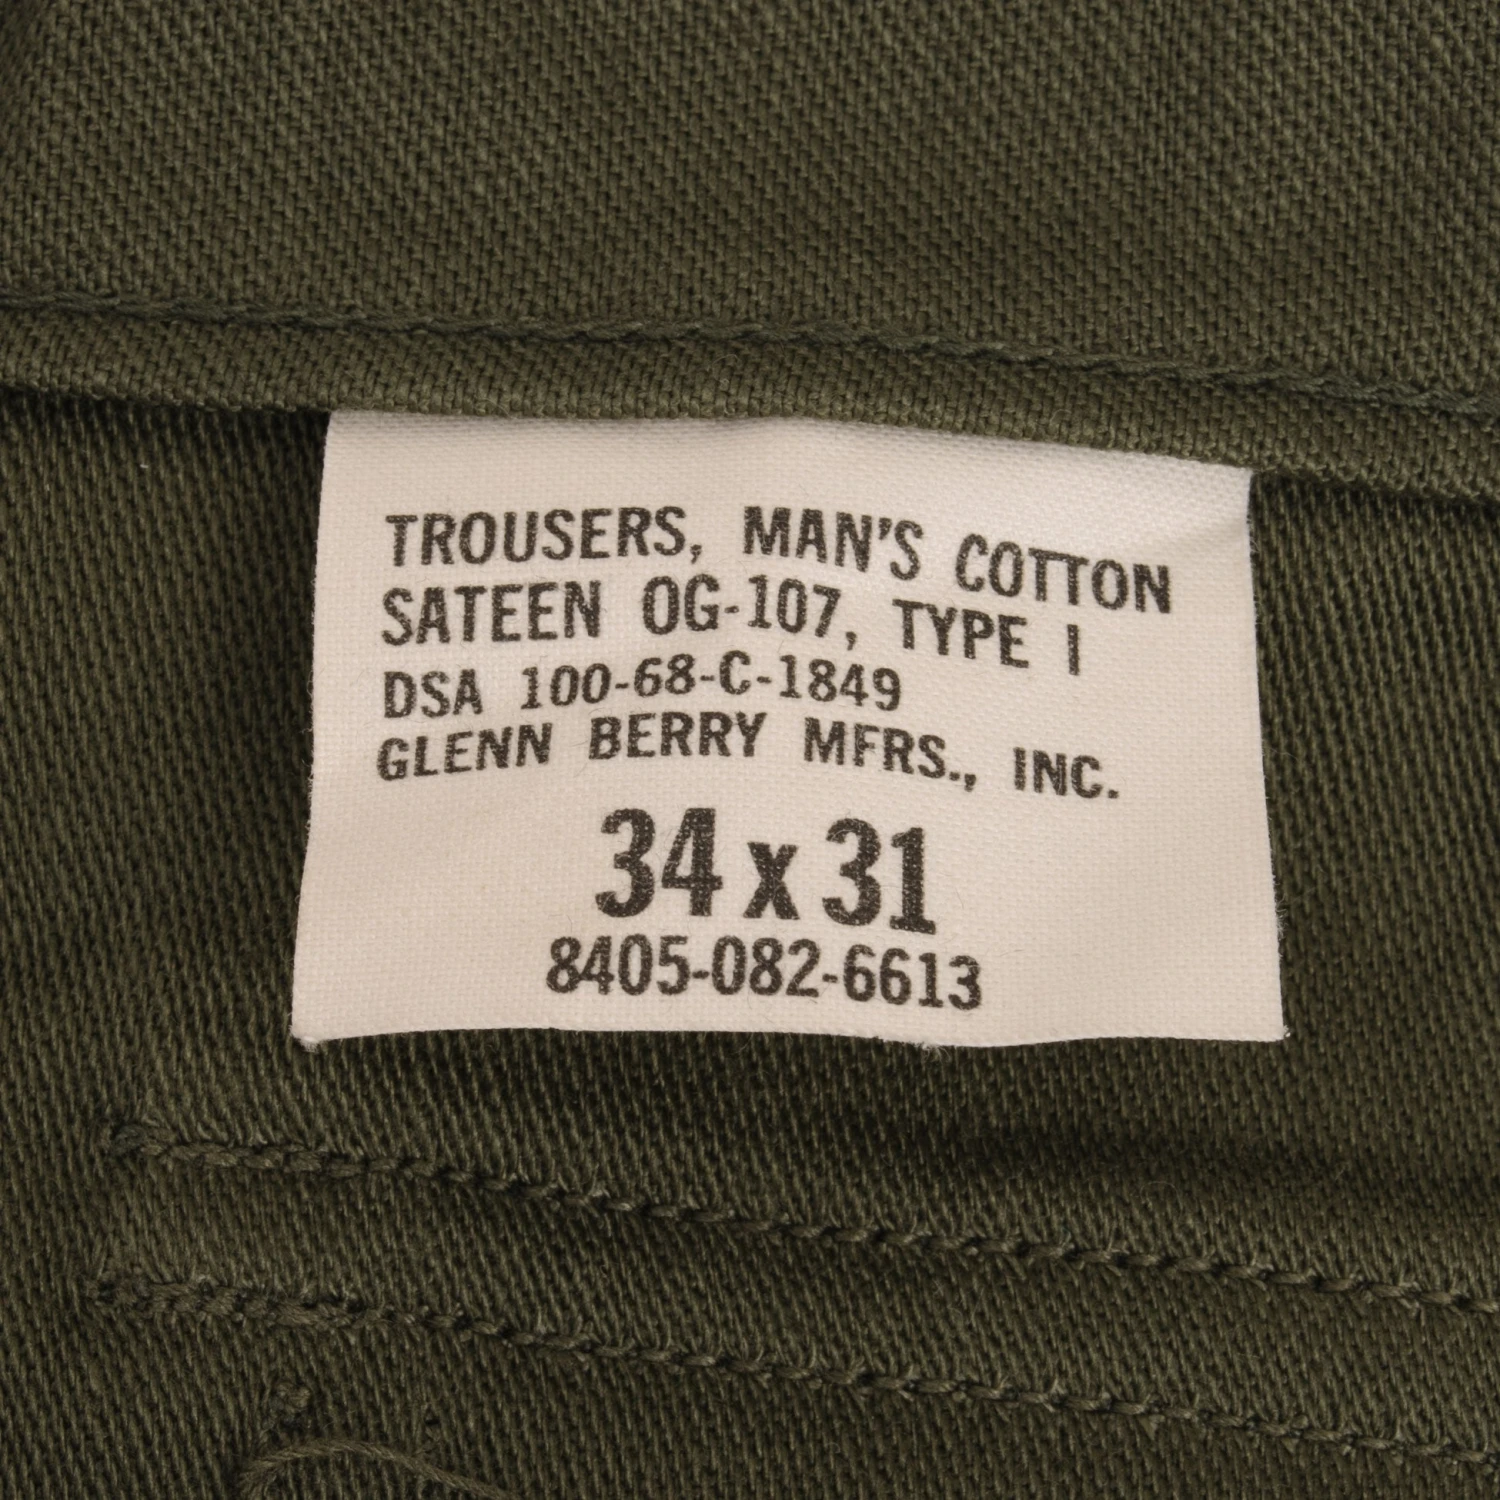 TROUSERS, MAN'S COTTON
SATEEN OG-107, TYPE I
DSA 100-68-C-1849
GLENN BERRY MFRS., INC.
34 x 31
8405-082-6613